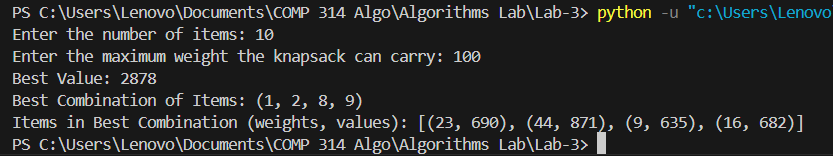 PS C:\Users\Lenovo\Documents\COMP 314 Algo\Algorithms Lab\Lab-3> python -u "c:\Users\Lenovo
Enter the number of items: 10
Enter the maximum weight the knapsack can carry: 100
Best Value: 2878
Best Combination of Items: (1, 2, 8, 9)
Items in Best Combination (weights, values): [(23, 690), (44, 871), (9, 635), (16, 682)]
PS C:\Users\Lenovo\Documents\COMP 314 Algo\Algorithms Lab\Lab-3>